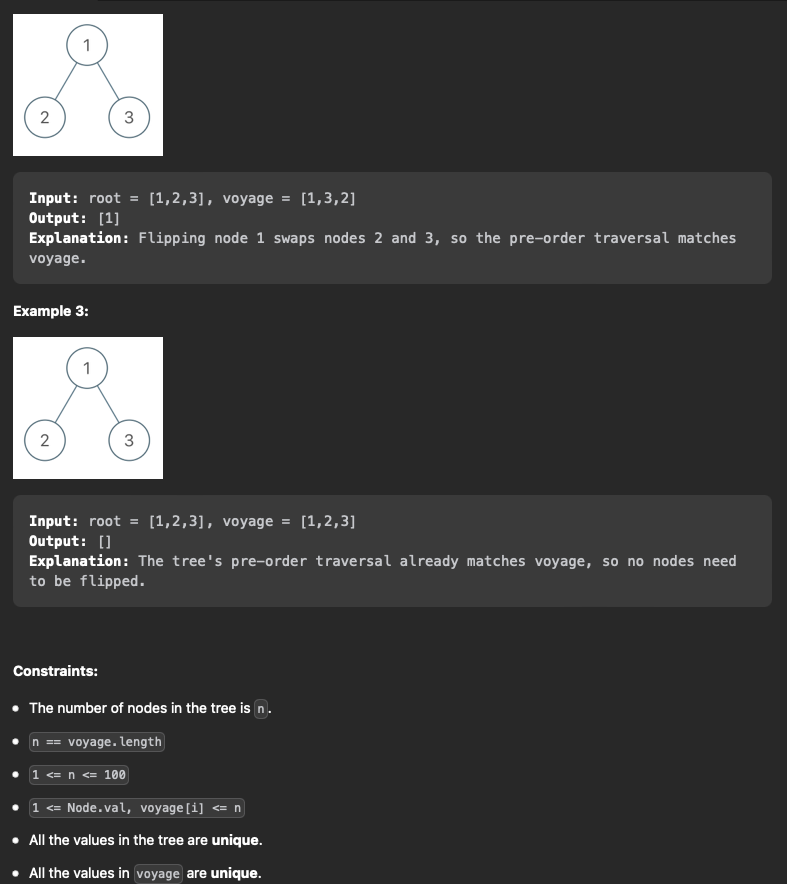 1
2 3
Input: root = [1,2,3], voyage = [1,3,2]
Output: [1]
Explanation: Flipping node 1 swaps nodes 2 and 3, so the pre-order traversal matches
voyage.
Example 3:
1
2 3
Input: root = [1,2,3], voyage = [1,2,3]
Output: []
Explanation: The tree's pre-order traversal already matches voyage, so no nodes need
to be flipped.
Constraints:
• The number of nodes in the tree is n.
• n == voyage.length
• 1 <= n <= 100
• 1 <= Node.val, voyage[i] <= n
• All the values in the tree are unique.
• All the values in voyage are unique.